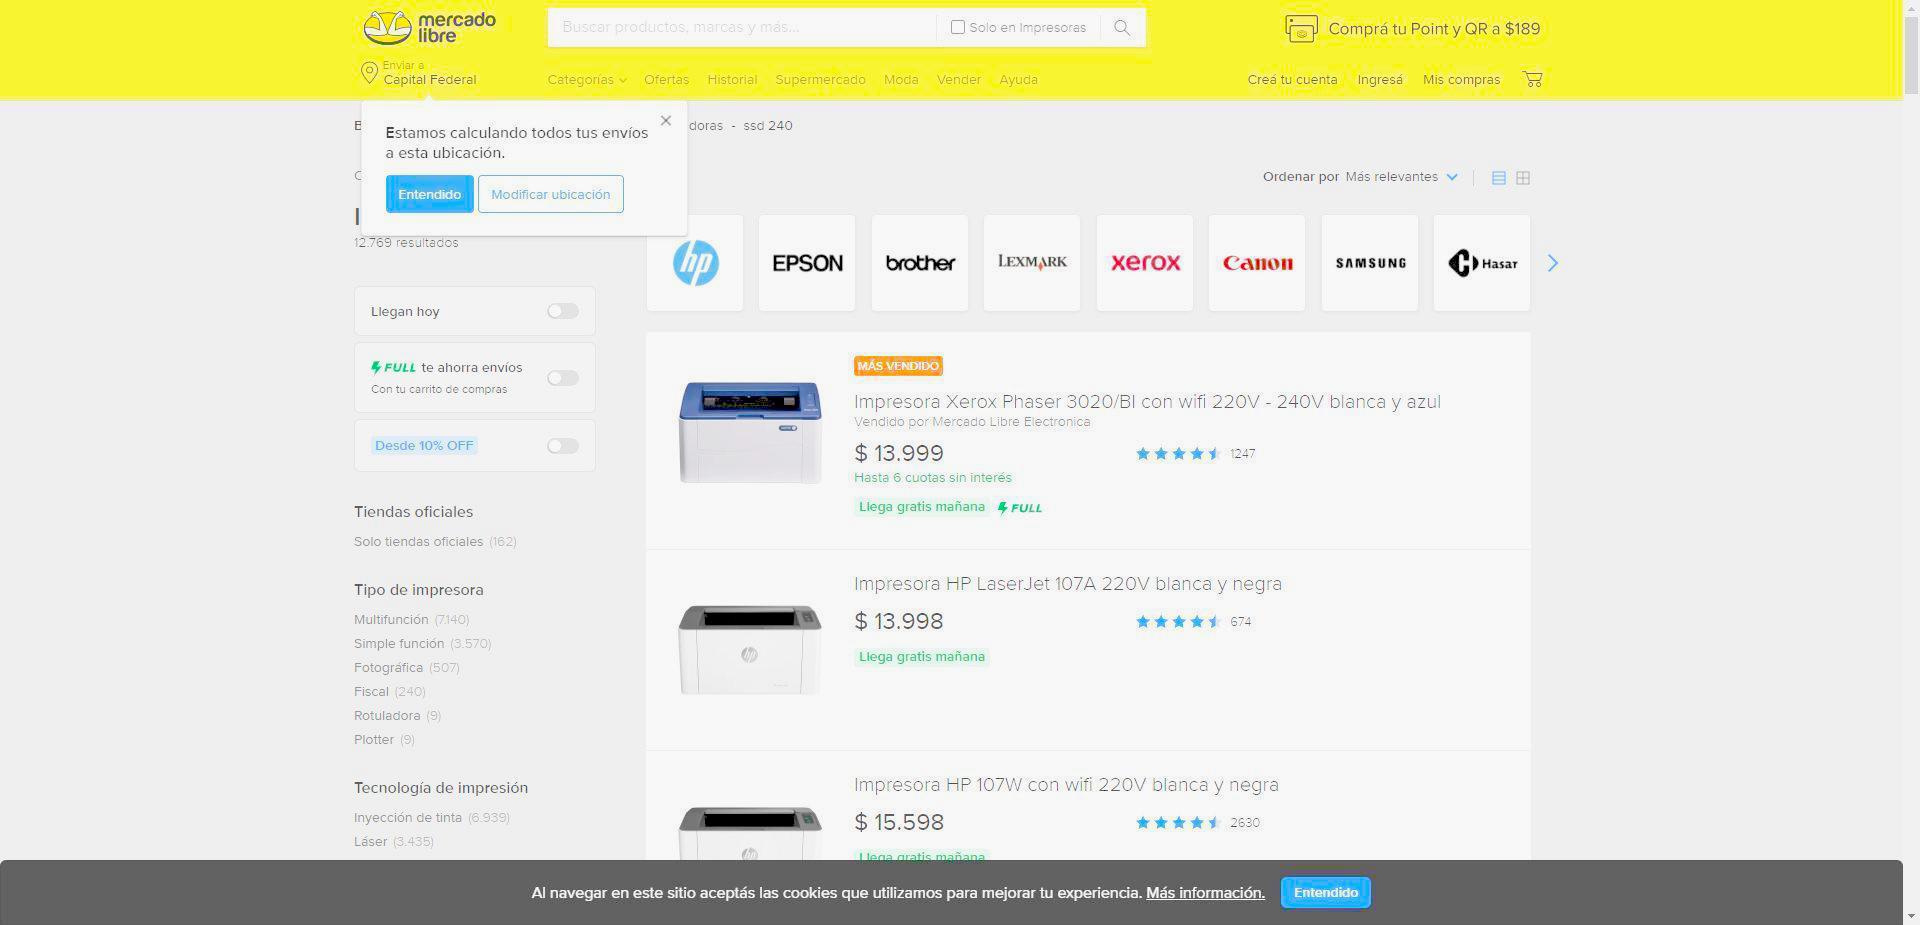 mercado
libre
Buscar productos, marcas y más...
Solo en Impresoras
Comprá tu Point y QR a $189
Enviar a
Capital Federal
Categorías
Ofertas
Historial
Supermercado
Moda
Vender
Ayuda
Creá tu cuenta
Ingresá
Mis compras
Estamos calculando todos tus envíos
a esta ubicación.
Entendido
Modificar ubicación
doras - ssd 240
Ordenar por Más relevantes
12.769 resultados
hp
EPSON
brother
LEXMARK
xerox
Canon
SAMSUNG
Hasar
Llegan hoy
FULL te ahorra envíos
Con tu carrito de compras
Desde 10% OFF
Tiendas oficiales
Solo tiendas oficiales (162)
Tipo de impresora
Multifunción (7.140)
Simple función (3.570)
Fotográfica (507)
Fiscal (240)
Rotuladora (9)
Plotter (9)
Tecnología de impresión
Inyección de tinta (6.939)
Láser (3.435)
MÁS VENDIDO
Impresora Xerox Phaser 3020/BI con wifi 220V - 240V blanca y azul
Vendido por Mercado Libre Electronica
$ 13.999
1247
Hasta 6 cuotas sin interés
Llega gratis mañana FULL
Impresora HP LaserJet 107A 220V blanca y negra
$ 13.998
674
Llega gratis mañana
Impresora HP 107W con wifi 220V blanca y negra
$ 15.598
2630
Llega gratis mañana
Al navegar en este sitio aceptás las cookies que utilizamos para mejorar tu experiencia. Más información.
Entendido